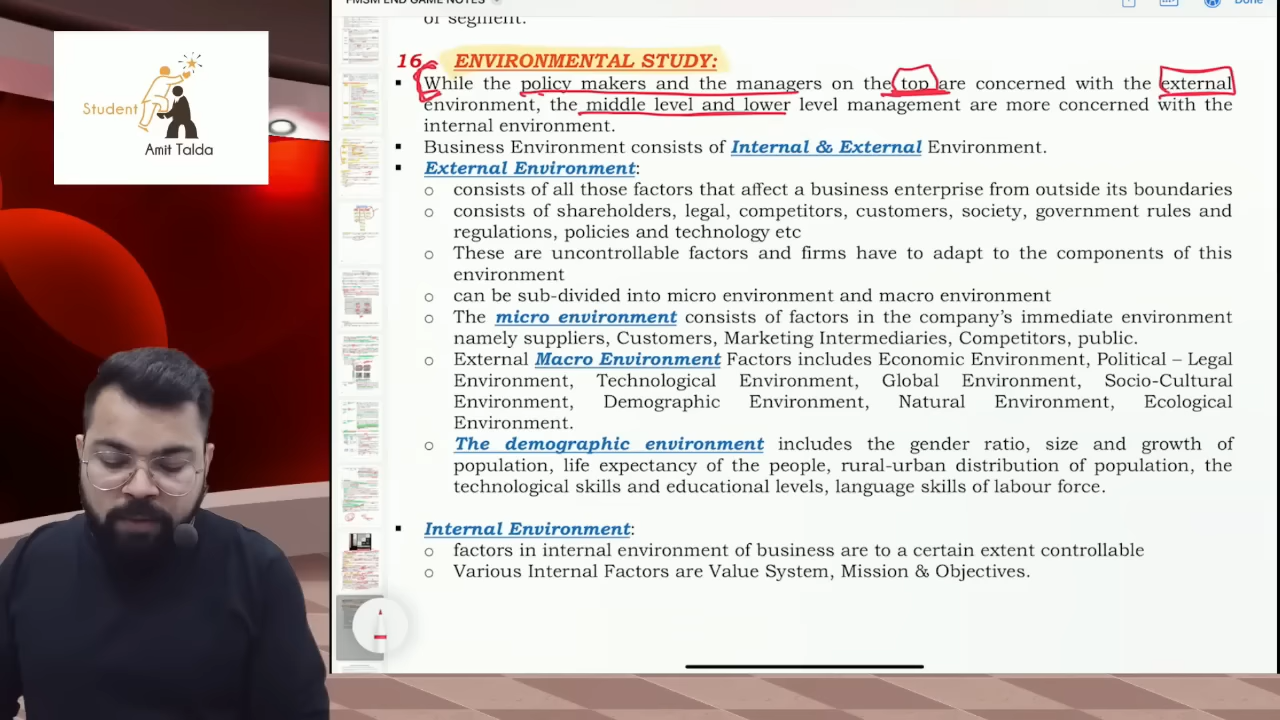 FMSM END GAME NOTES
Done
of segment.
16 ENVIRONMENTAL STUDY:
While the policy makers and line managers on the top are concerned with the external
environment, the middle level and lower-level management are more concerned with the
internal environment.
Business Environment consists of Internal & External Environment.
External Environment:
consists of all those factors that affect a business enterprise from outside its boundaries
consists of shareholders, legal, competitors, customers, society, government rules and
regulations, policies and technology
These are uncontrollable factors and firms have to adapt to the components of this
environment
can be sub-divided into micro environment and macro environment
The micro environment consists of factors in the company's immediate environment
namely suppliers, Customers, Marketing Intermediaries, competitors, public.
External Macro Environment Factors includes Economic Environment, Political – Legal
Environment, Technological Environment, Global Environment, Socio-Cultural
Environment, Demographic Environment, Natural Environment, Ecological
Environment.
The demographic environment includes the gender ratio, size and growth of
population, life expectancy of the people, rural-urban distribution of population, the
technological skills and educational levels, language skills of labour force.
Internal Environment:
factors in internal environment of business are to a certain extent controllable
Various Internal Factors are Value System, Mission & Objectives.
Student
Amit Talda